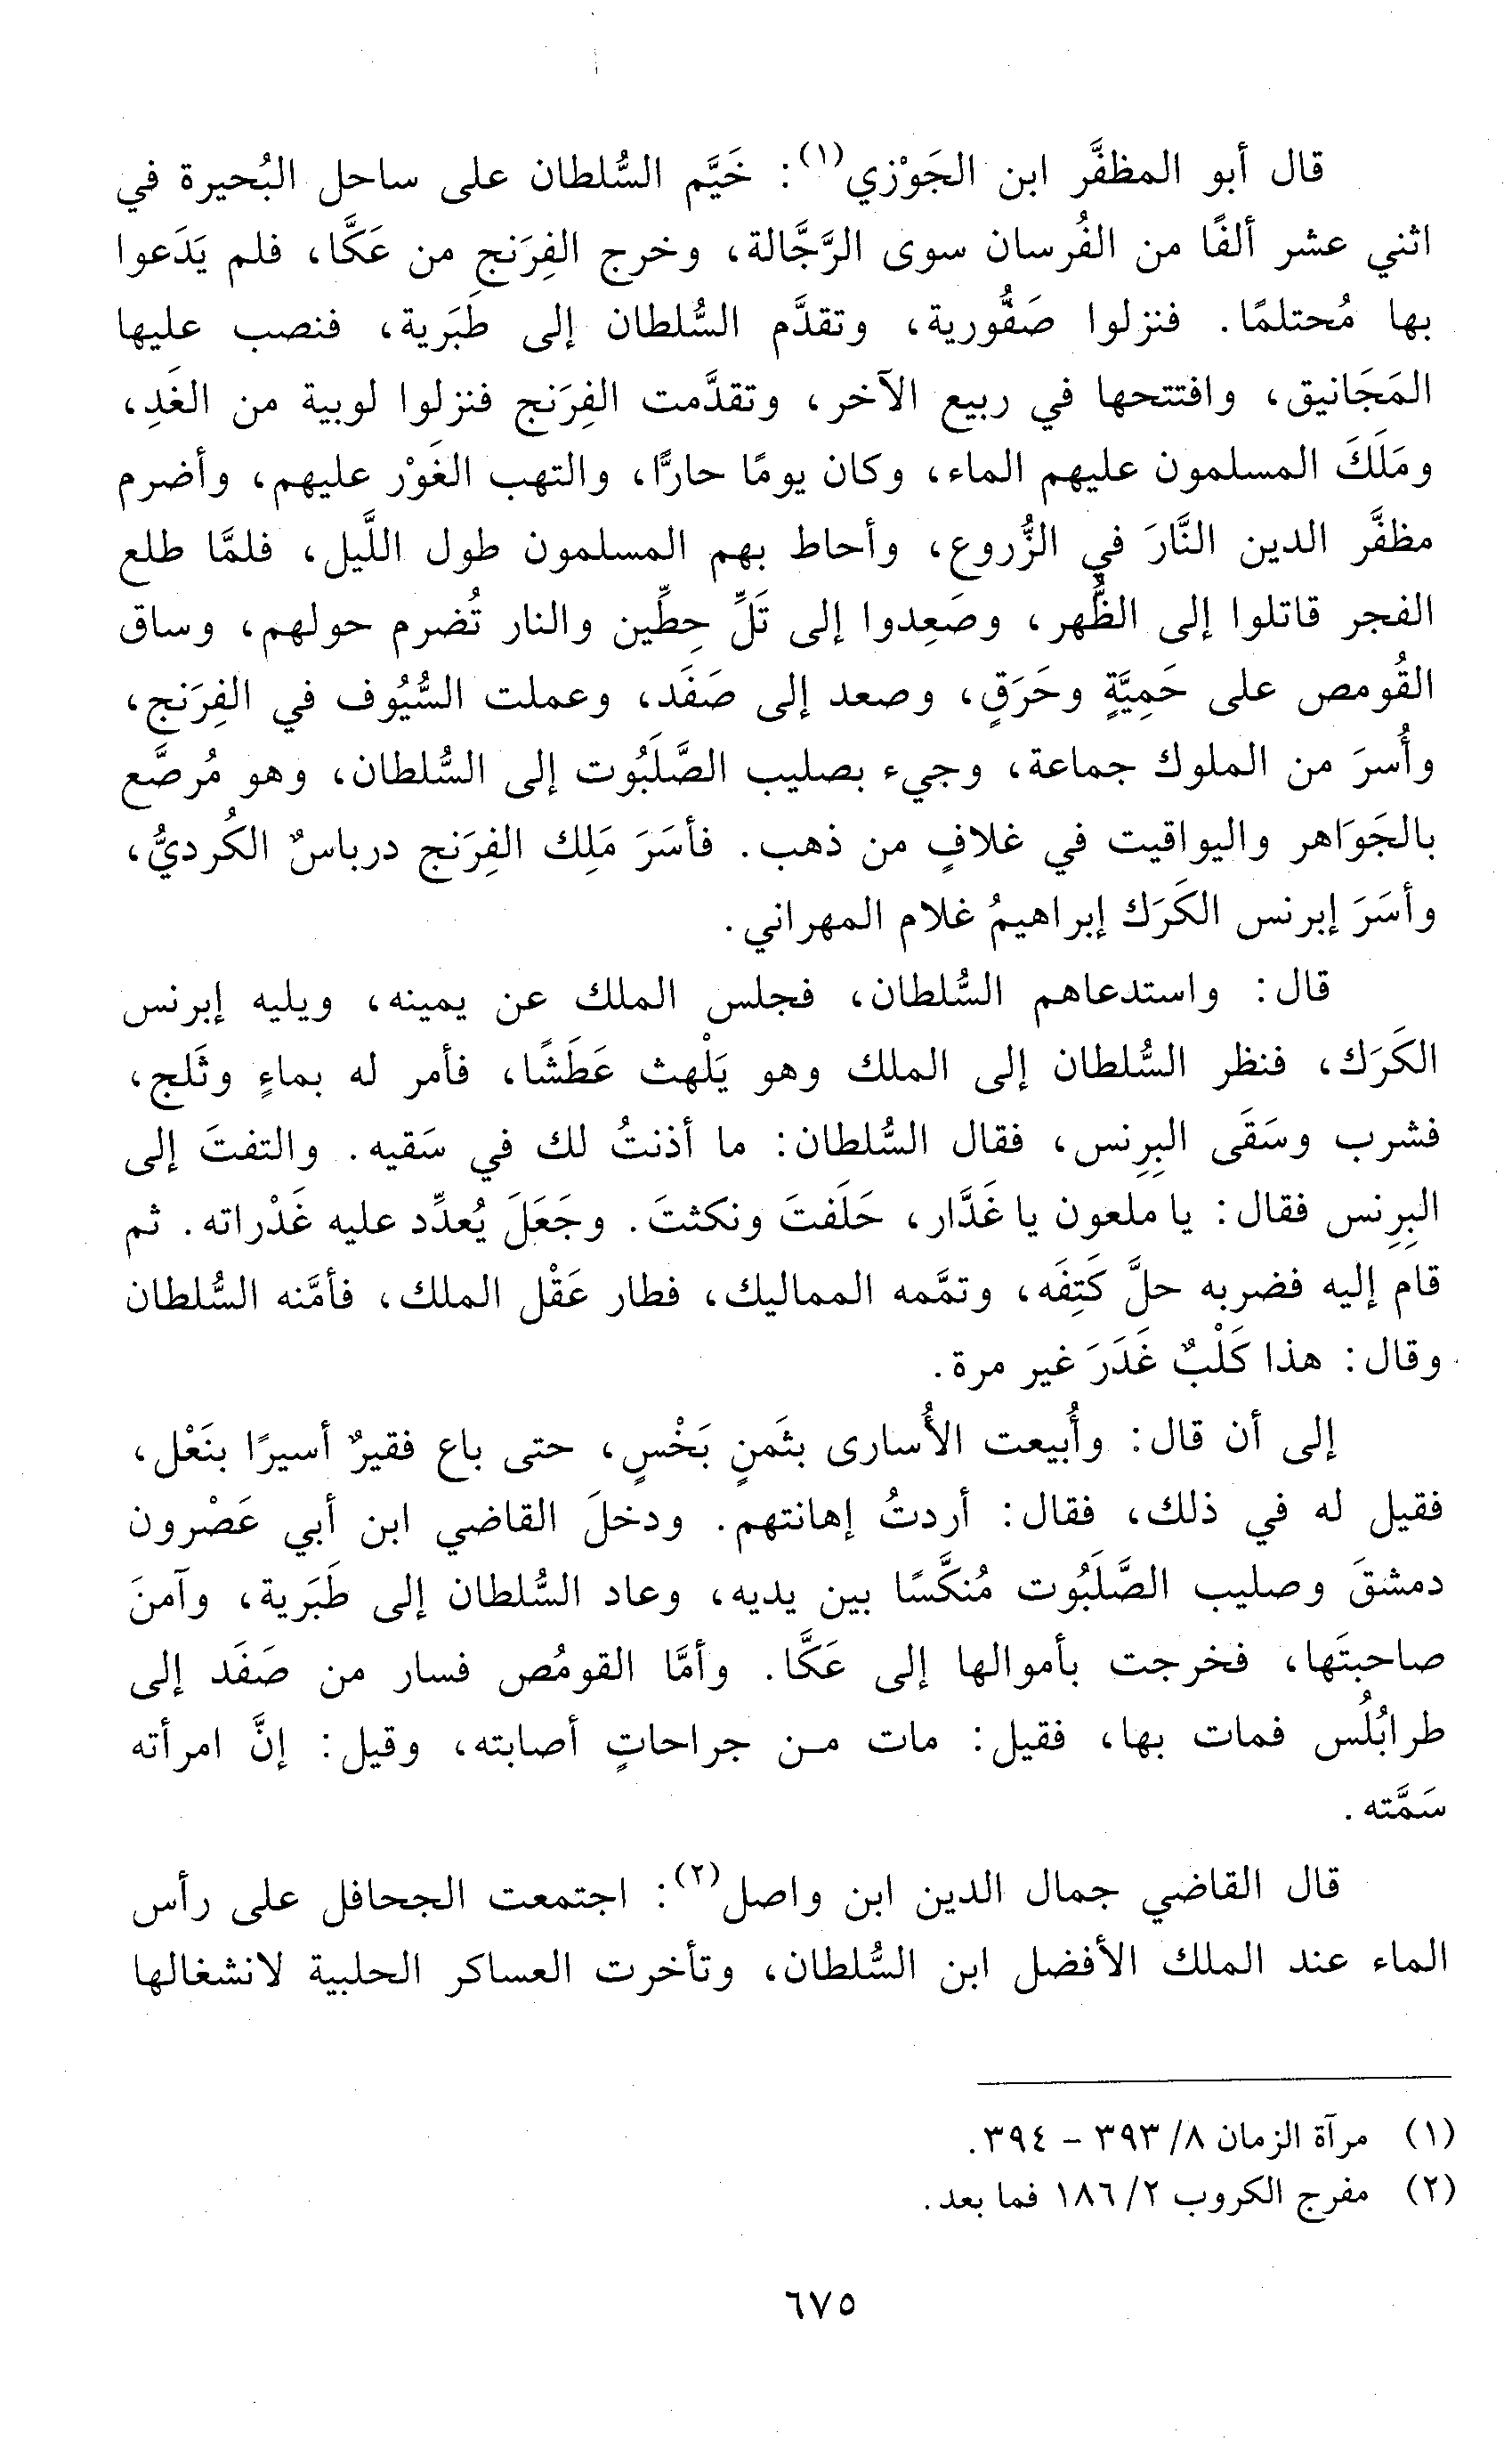 قال أبو المظفَّر ابن الجَوْزي(١): خَيَّم السُّلطان على ساحل البُحيرة في
اثني عشر ألفًا من الفُرسان سوى الرَّجَّالة، وخرج الفِرَنج من عَكَّا، فلم يَدَعوا
بها مُحتلمًا. فنزلوا صَفُّورية، وتقدَّم السُّلطان إلى طَبَرية، فنصب عليها
المَجَانيق، وافتتحها في ربيع الآخر، وتقدَّمت الفِرَنج فنزلوا لوبية من الغَدِ،
ومَلَكَ المسلمون عليهم الماء، وكان يومًا حارًّا، والتهب الغَوْر عليهم، وأضرم
مظفَّر الدين النَّارَ في الزُّروع، وأحاط بهم المسلمون طول اللَّيل، فلمَّا طلع
الفجر قاتلوا إلى الظُّهر، وصَعِدوا إلى تَلِّ حِطِّين والنار تُضرم حولهم، وساق
القُومص على حَمِيَّةٍ وحَرَقٍ، وصعد إلى صَفَد، وعملت السُّيُوف في الفِرَنج،
وأُسرَ من الملوك جماعة، وجيء بصليب الصَّلَبُوت إلى السُّلطان، وهو مُرصَّع
بالجَوَاهر واليواقيت في غلافٍ من ذهب. فأسَرَ مَلِك الفِرَنج درباسٌ الكُرديُّ،
وأسَرَ إبرنس الكَرَك إبراهيمُ غلام المهراني.
قال: واستدعاهم السُّلطان، فجلس الملك عن يمينه، ويليه إبرنس
الكَرَك، فنظر السُّلطان إلى الملك وهو يَلْهث عَطَشًا، فأمر له بماءٍ وثَلج،
فشرب وسَقَى البِرِنس، فقال السُّلطان: ما أذنتُ لك في سَقيه. والتفتَ إلى
البِرِنس فقال: يا ملعون يا غَدَّار، حَلَفتَ ونكثتَ. وجَعَلَ يُعدِّد عليه غَدْراته. ثم
قام إليه فضربه حلَّ كَتِفَه، وتمَّمه المماليك، فطار عَقْل الملك، فأمَّنه السُّلطان
وقال: هذا كَلْبٌ غَدَرَ غير مرة.
إلى أن قال: وأُبيعت الأُسارى بثَمنٍ بَخْسٍ، حتى باع فقيرٌ أسيرًا بنَعْل،
فقيل له في ذلك، فقال: أردتُ إهانتهم. ودخلَ القاضي ابن أبي عَصْرون
دمشقَ وصليب الصَّلَبُوت مُنكَّسًا بين يديه، وعاد السُّلطان إلى طَبَرية، وآمنَ
صاحبتَها، فخرجت بأموالها إلى عَكَّا. وأمَّا القومُص فسار من صَفَد إلى
طرابُلُس فمات بها، فقيل: مات مـن جراحاتٍ أصابته، وقيل: إنَّ امرأته
سَمَّته.
قال القاضي جمال الدين ابن واصل(٢): اجتمعت الجحافل على رأس
الماء عند الملك الأفضل ابن السُّلطان، وتأخرت العساكر الحلبية لانشغالها
(١) مرآة الزمان ٨/ ٣٩٣ - ٣٩٤.
(٢) مفرج الكروب ٢/ ١٨٦ فما بعد.
٦٧٥